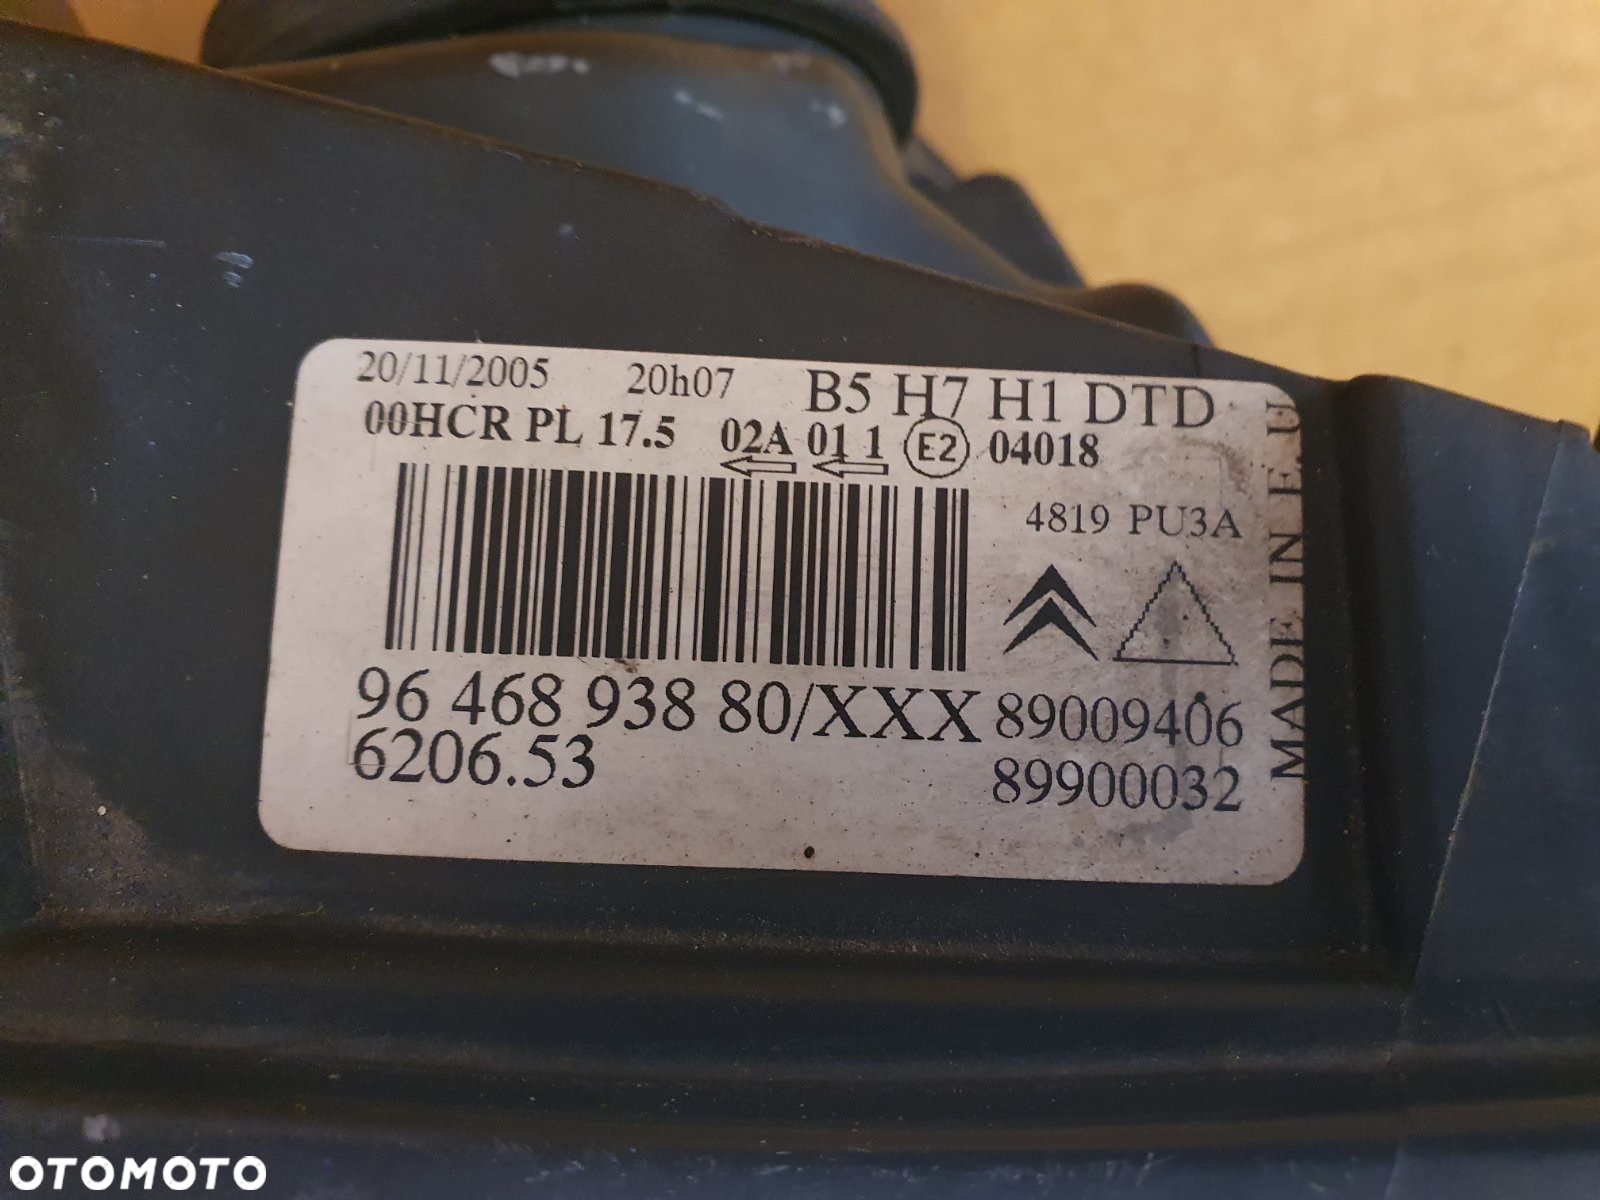 20/11/2005 20h07 B5 H7 H1 DTD
00HCR PL 17.5 02A 01 1 E2 04018
4819 PU3A
96 468 938 80/XXX 89009406
6206.53 89900032
MADE IN E.U
OTOMOTO